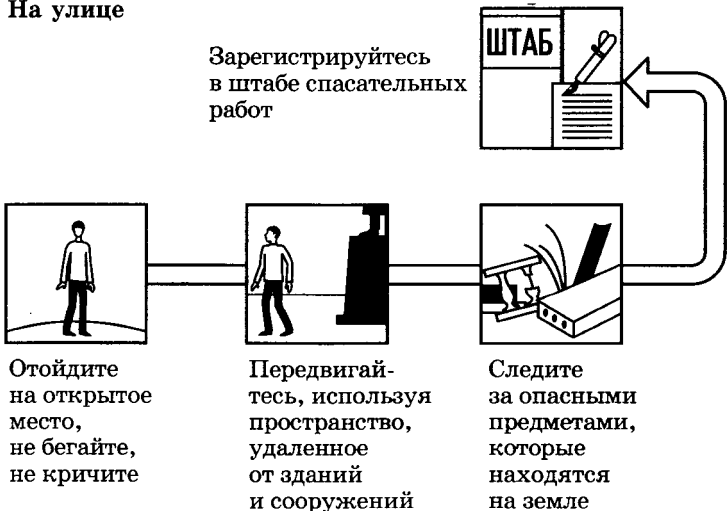 На улице
Зарегистрируйтесь
в штабе спасательных
работ
ШТАБ
Отойдите
на открытое
место,
не бегайте,
не кричите
Передвигай-
тесь, используя
пространство,
удаленное
от зданий
и сооружений
Следите
за опасными
предметами,
которые
находятся
на земле